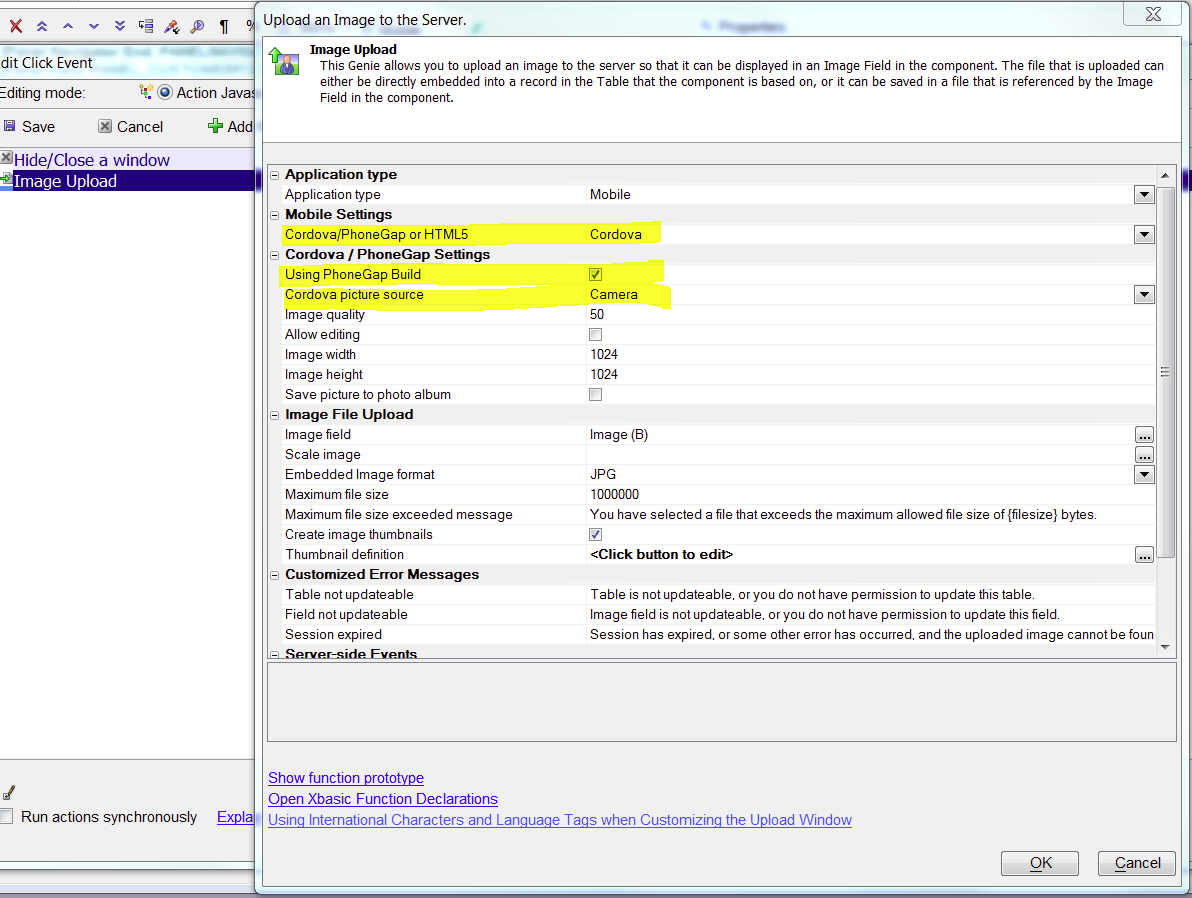 Upload an Image to the Server.
Image Upload
This Genie allows you to upload an image to the server so that it can be displayed in an Image Field in the component. The file that is uploaded can
either be directly embedded into a record in the Table that the component is based on, or it can be saved in a file that is referenced by the Image
Field in the component.
dit Click Event
Editing mode: Action Javas
Save Cancel Add
Hide/Close a window
Image Upload
Application type
Application type Mobile
Mobile Settings
Cordova/PhoneGap or HTML5 Cordova
Cordova / PhoneGap Settings
Using PhoneGap Build
Cordova picture source Camera
Image quality 50
Allow editing
Image width 1024
Image height 1024
Save picture to photo album
Image File Upload
Image field Image (B) ...
Scale image ...
Embedded Image format JPG
Maximum file size 1000000
Maximum file size exceeded message You have selected a file that exceeds the maximum allowed file size of {filesize} bytes.
Create image thumbnails
Thumbnail definition <Click button to edit> ...
Customized Error Messages
Table not updateable Table is not updateable, or you do not have permission to update this table.
Field not updateable Image field is not updateable, or you do not have permission to update this field.
Session expired Session has expired, or some other error has occurred, and the uploaded image cannot be foun
Server-side Events
Run actions synchronously Expla
Show function prototype
Open Xbasic Function Declarations
Using International Characters and Language Tags when Customizing the Upload Window
OK Cancel